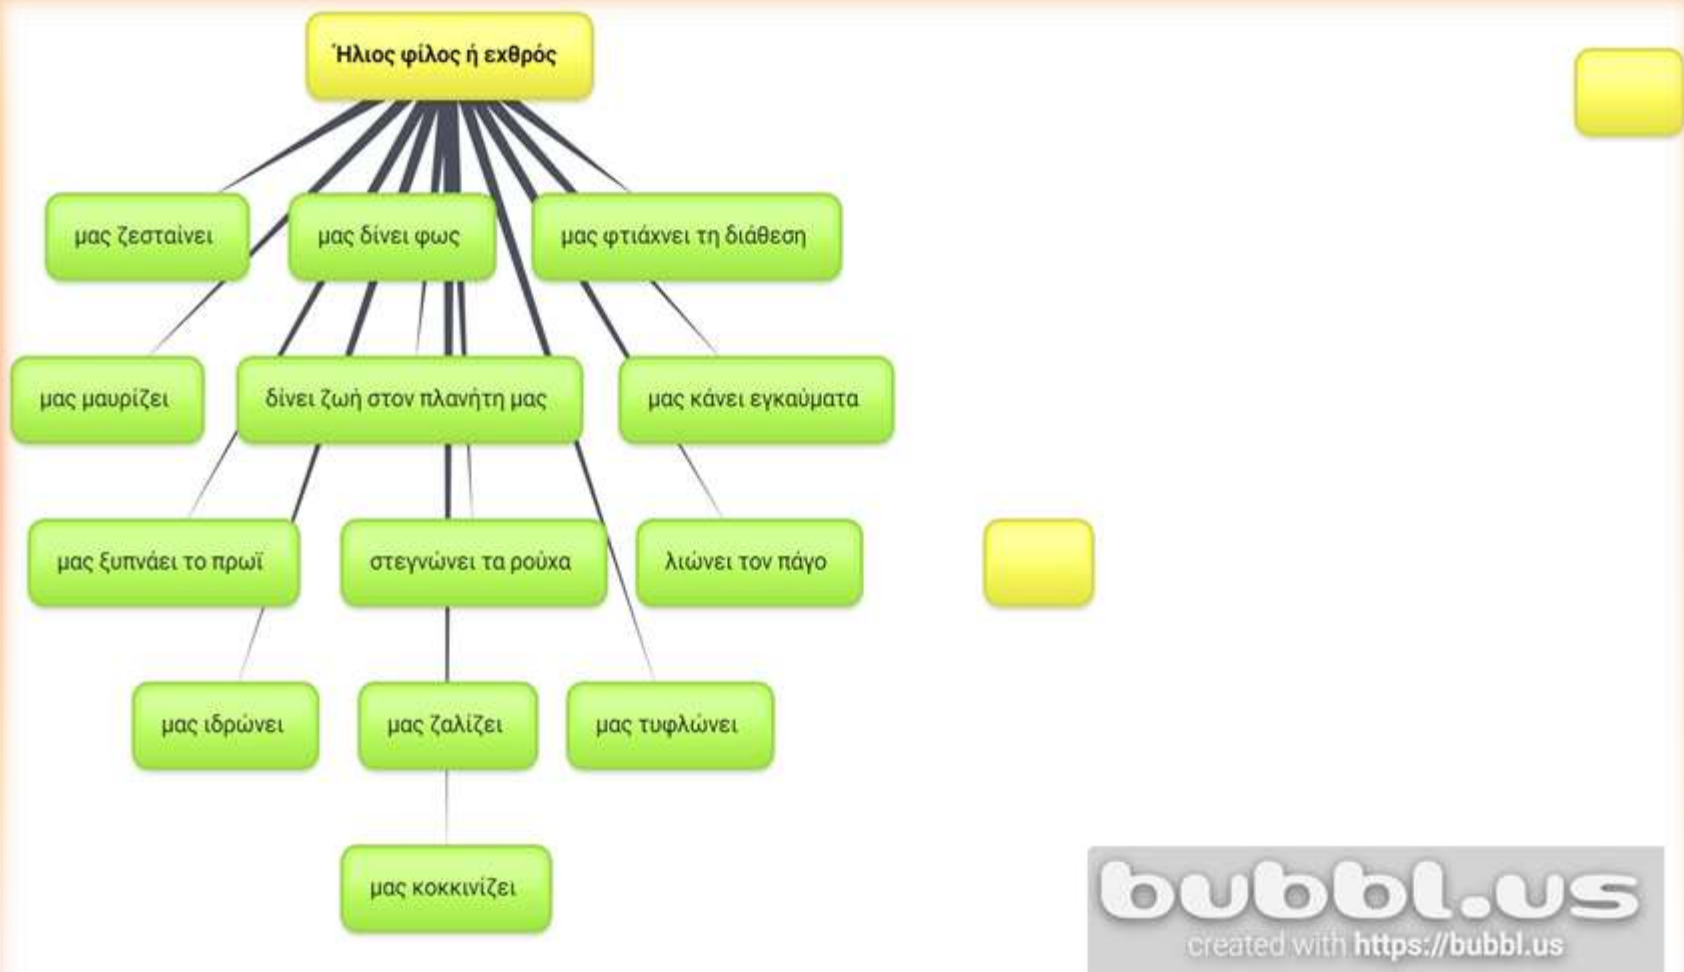 Ήλιος φίλος ή εχθρός
μας ζεσταίνει
μας δίνει φως
μας φτιάχνει τη διάθεση
μας μαυρίζει
δίνει ζωή στον πλανήτη μας
μας κάνει εγκαύματα
μας ξυπνάει το πρωϊ
στεγνώνει τα ρούχα
λιώνει τον πάγο
μας ιδρώνει
μας ζαλίζει
μας τυφλώνει
μας κοκκινίζει
bubbl.us
created with https://bubbl.us